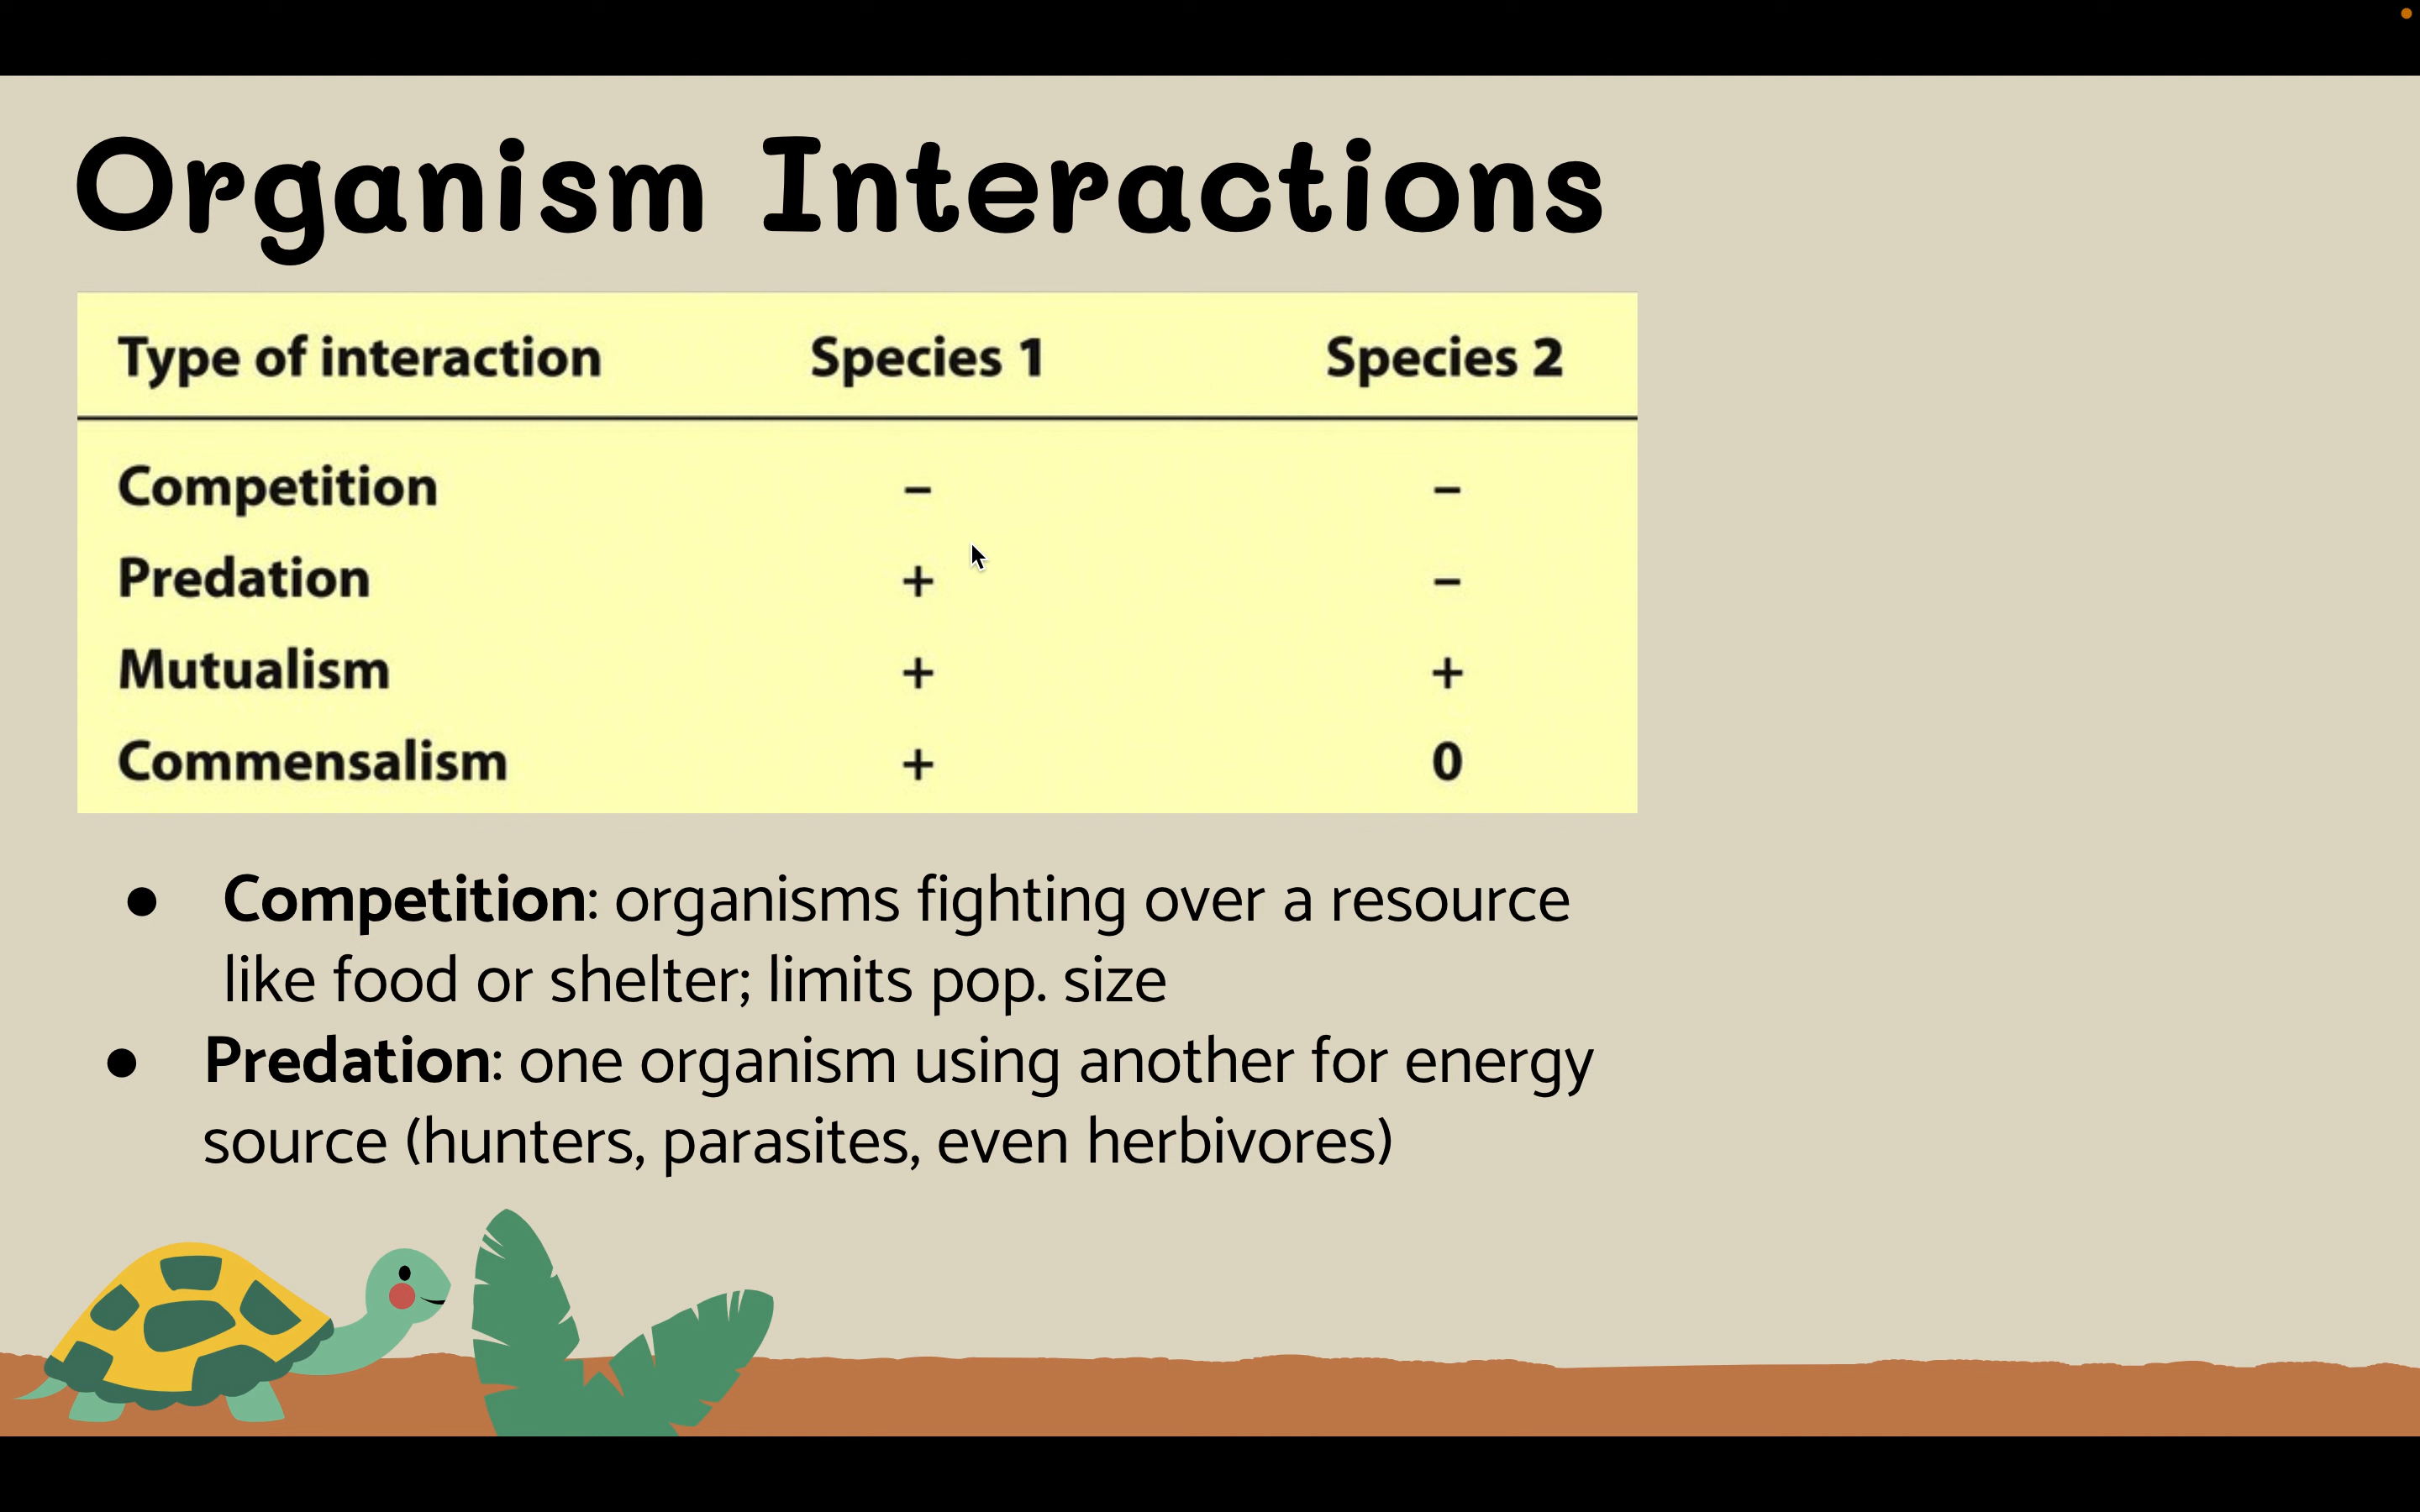 Organism Interactions
Type of interaction Species 1 Species 2
Competition – –
Predation + –
Mutualism + +
Commensalism + 0
● Competition: organisms fighting over a resource
like food or shelter; limits pop. size
● Predation: one organism using another for energy
source (hunters, parasites, even herbivores)